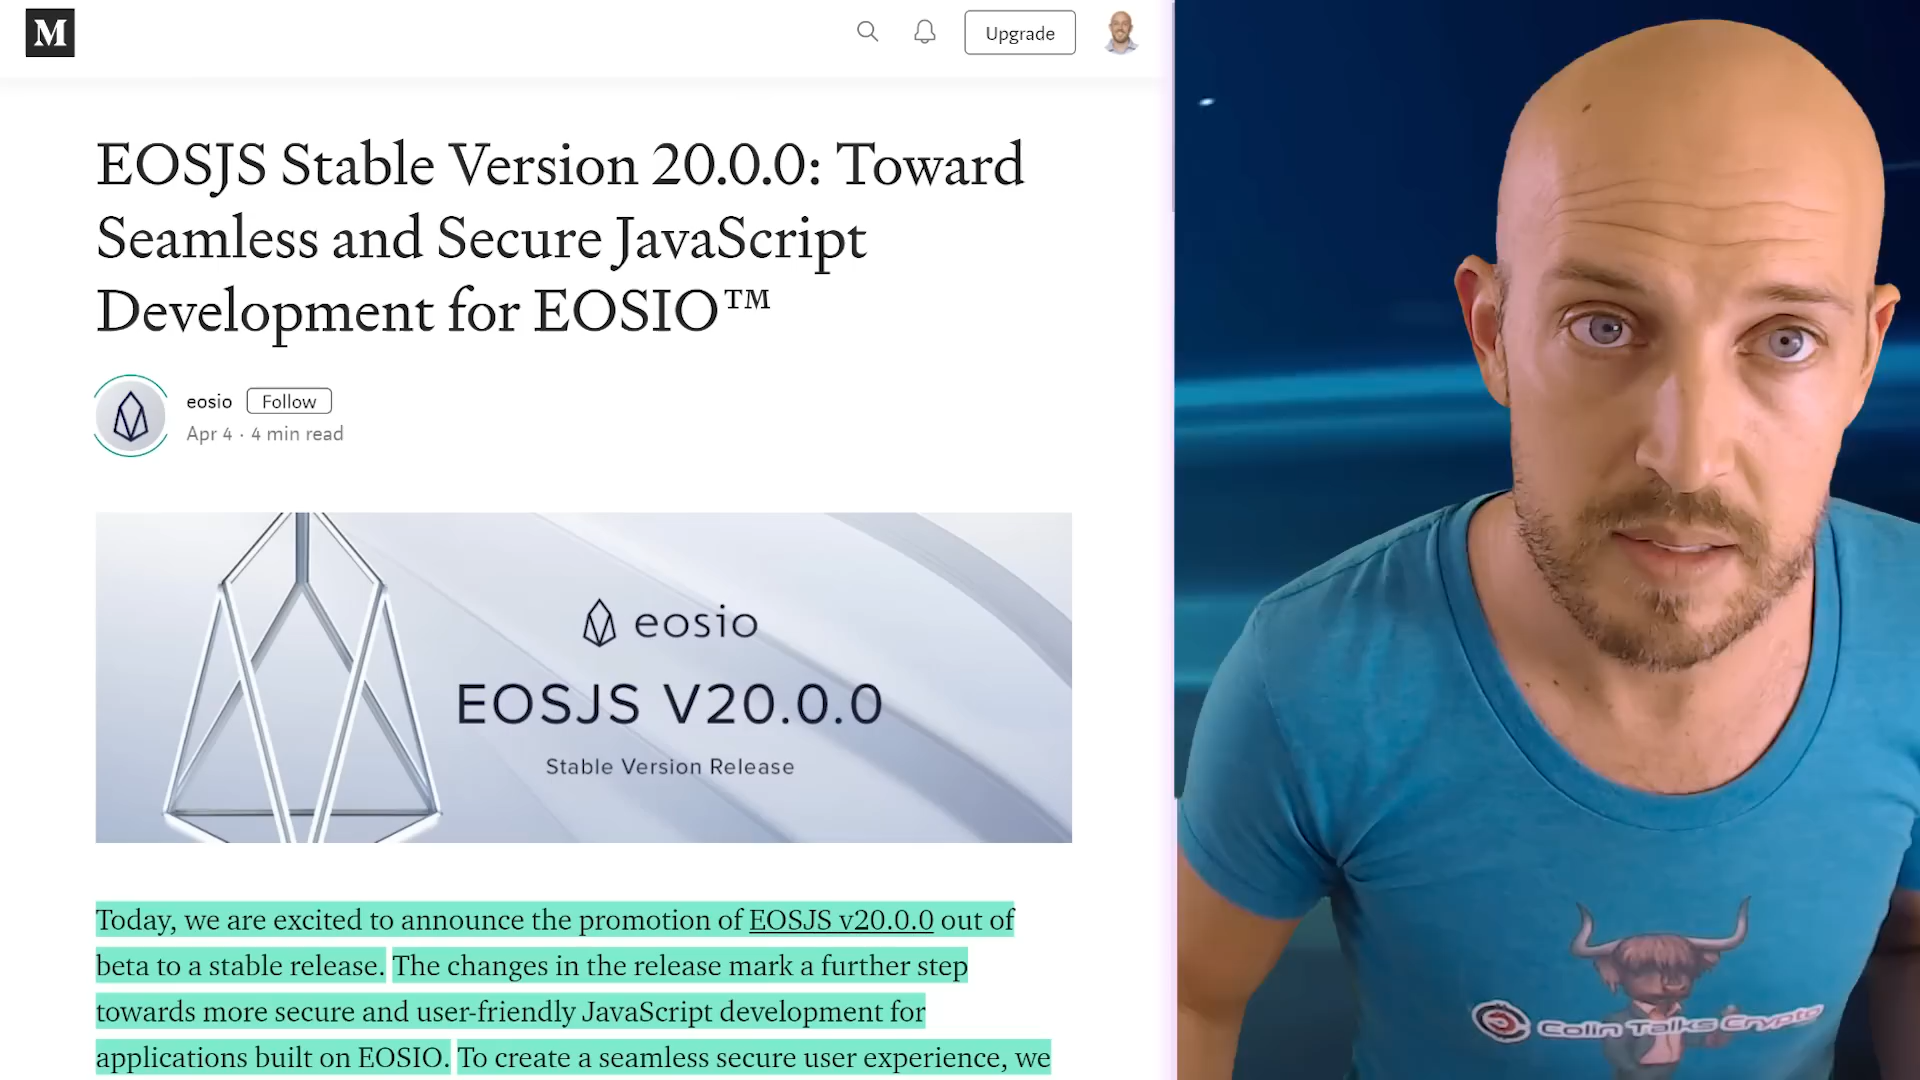 M
Upgrade
EOSJS Stable Version 20.0.0: Toward
Seamless and Secure JavaScript
Development for EOSIO™
eosio Follow
Apr 4 · 4 min read
eosio
EOSJS V20.0.0
Stable Version Release
Today, we are excited to announce the promotion of EOSJS v20.0.0 out of
beta to a stable release. The changes in the release mark a further step
towards more secure and user-friendly JavaScript development for
applications built on EOSIO. To create a seamless secure user experience, we
Colin Talks Crypto